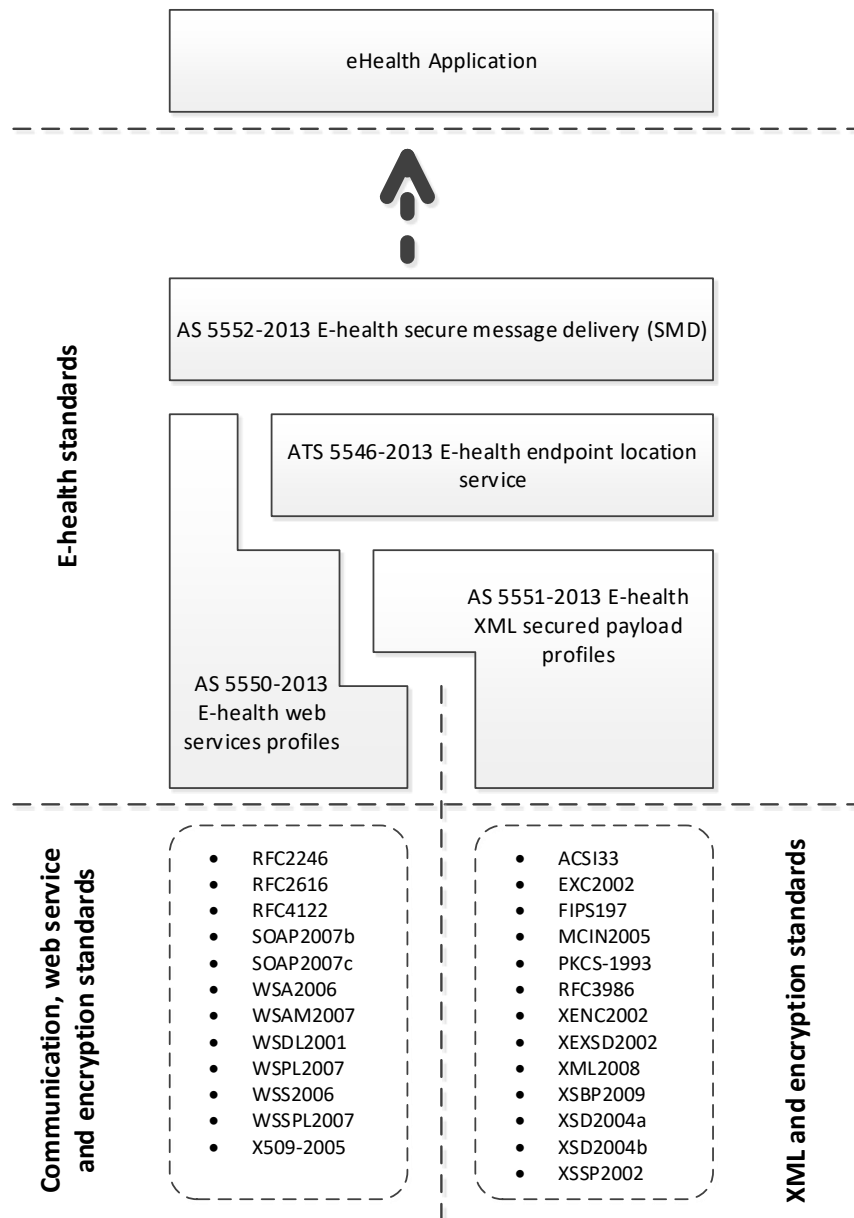 eHealth Application
E-health standards
AS 5552-2013 E-health secure message delivery (SMD)
ATS 5546-2013 E-health endpoint location
service
AS 5551-2013 E-health
XML secured payload
profiles
AS 5550-2013
E-health web
services profiles
Communication, web service
and encryption standards
• RFC2246
• RFC2616
• RFC4122
• SOAP2007b
• SOAP2007c
• WSA2006
• WSAM2007
• WSDL2001
• WSPL2007
• WSS2006
• WSSPL2007
• X509-2005
• ACSI33
• EXC2002
• FIPS197
• MCIN2005
• PKCS-1993
• RFC3986
• XENC2002
• XEXSD2002
• XML2008
• XSBP2009
• XSD2004a
• XSD2004b
• XSSP2002
XML and encryption standards